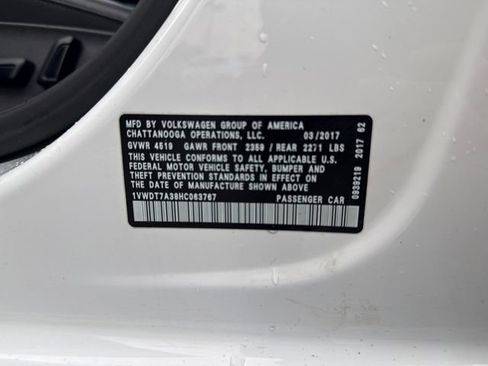 MFD BY VOLKSWAGEN GROUP OF AMERICA
CHATTANOOGA OPERATIONS, LLC. 03/2017
GVWR 4519 GAWR FRONT 2359 / REAR 2271 LBS
THIS VEHICLE CONFORMS TO ALL APPLICABLE U.S.
FEDERAL MOTOR VEHICLE SAFETY, BUMPER AND
THEFT PREVENTION STANDARDS IN EFFECT ON THE
DATE OF MANUFACTURE SHOWN ABOVE.
1VWDT7A38HC063767 PASSENGER CAR
0939219 2017 62